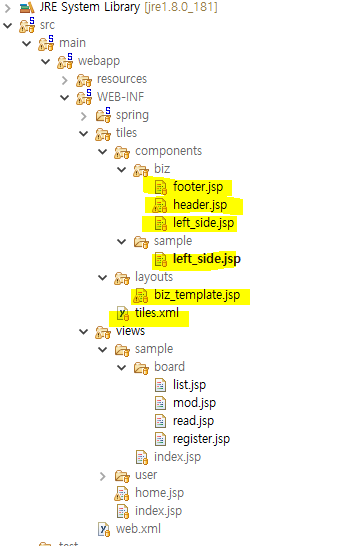 JRE System Library [jre1.8.0_181]
src
main
webapp
resources
WEB-INF
spring
tiles
components
biz
footer.jsp
header.jsp
left_side.jsp
sample
left_side.jsp
layouts
biz_template.jsp
tiles.xml
views
sample
board
list.jsp
mod.jsp
read.jsp
register.jsp
index.jsp
user
home.jsp
index.jsp
web.xml